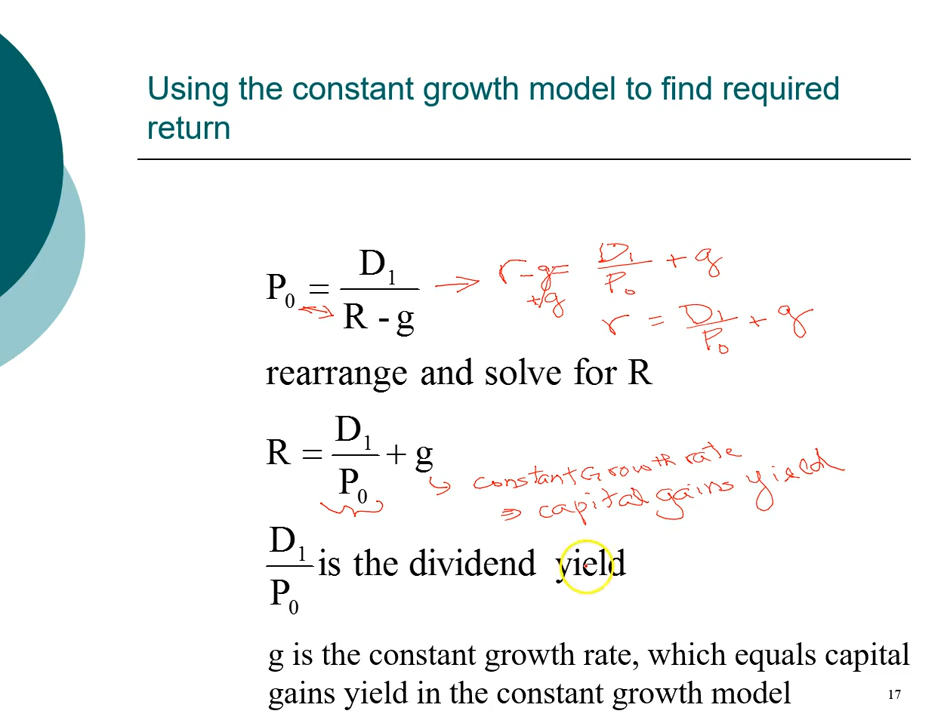 Using the constant growth model to find required
return
P₀ = D₁ / (R - g)
→ r - g = D₁ / P₀ + g
+g
r = D₁ / P₀ + g
rearrange and solve for R
R = D₁ / P₀ + g
constant Growth rate
⇒ capital gains yield
D₁ / P₀ is the dividend yield
g is the constant growth rate, which equals capital
gains yield in the constant growth model
17